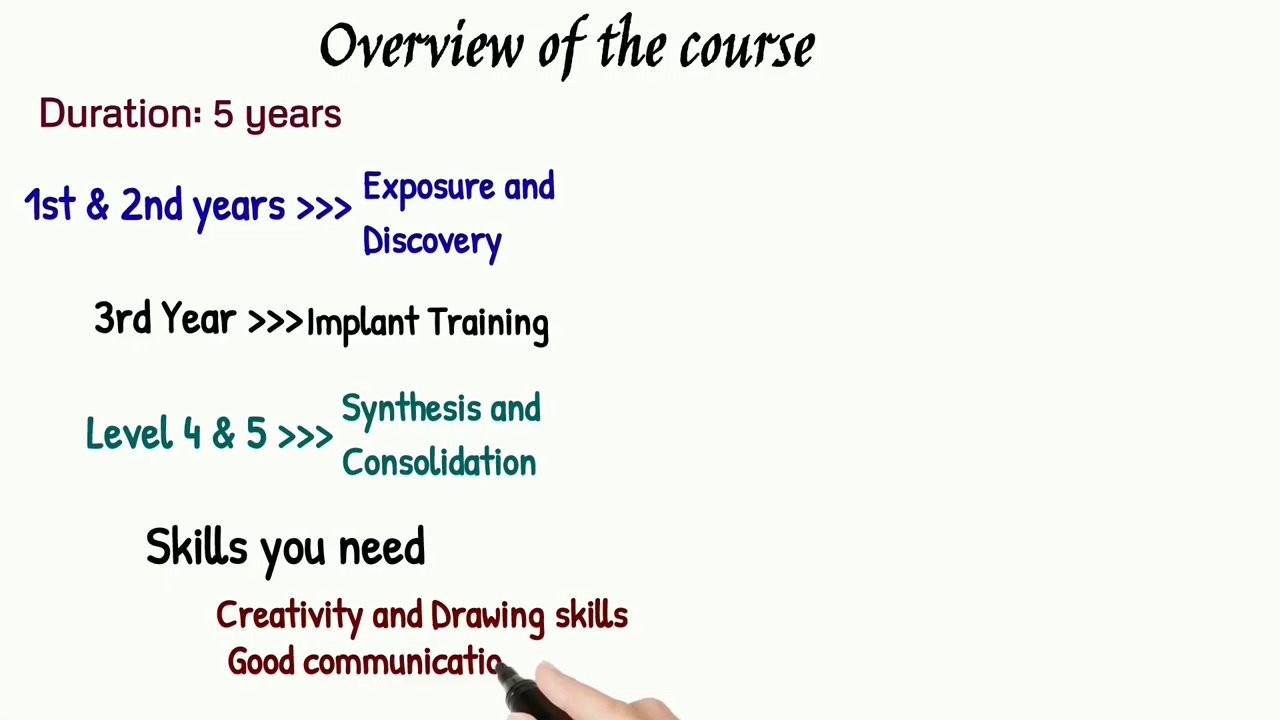 Overview of the course
Duration: 5 years
1st & 2nd years >>> Exposure and
Discovery
3rd Year >>> Implant Training
Level 4 & 5 >>> Synthesis and
Consolidation
Skills you need
Creativity and Drawing skills
Good communicatio